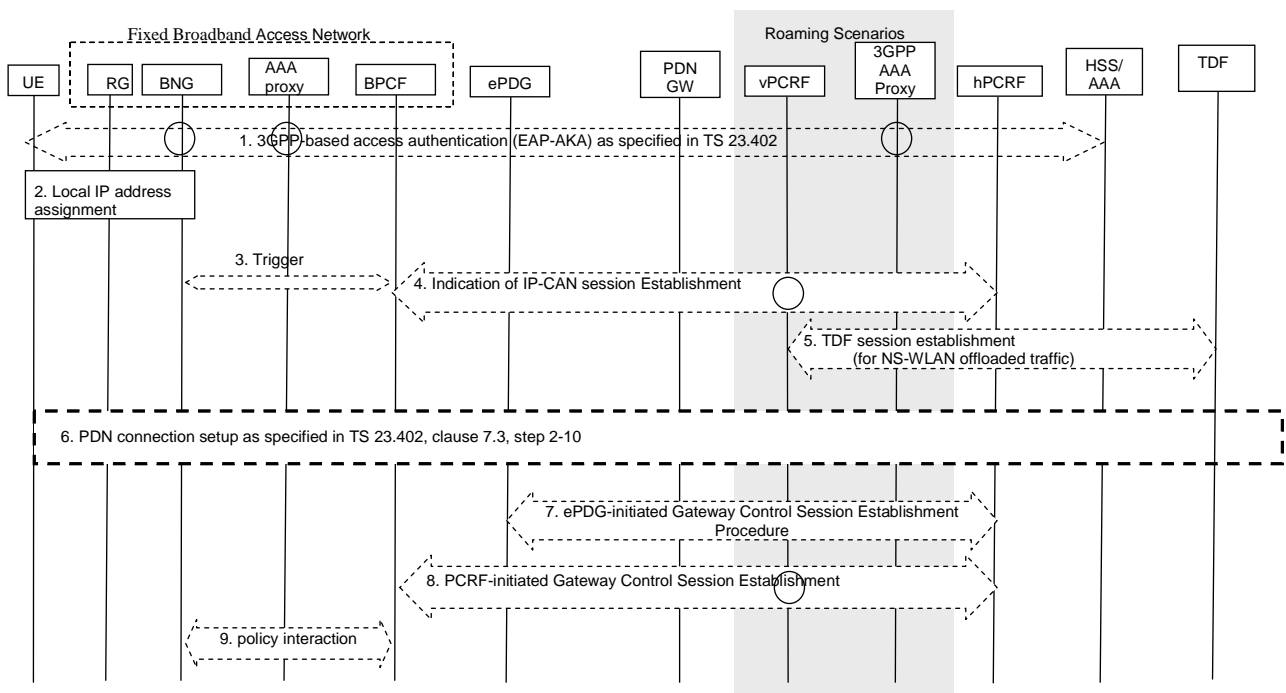 Fixed Broadband Access Network
Roaming Scenarios
UE
RG
BNG
AAA
proxy
BPCF
ePDG
PDN
GW
vPCRF
3GPP
AAA
Proxy
hPCRF
HSS/
AAA
TDF
1. 3GPP-based access authentication (EAP-AKA) as specified in TS 23.402
2. Local IP address
assignment
3. Trigger
4. Indication of IP-CAN session Establishment
5. TDF session establishment
(for NS-WLAN offloaded traffic)
6. PDN connection setup as specified in TS 23.402, clause 7.3, step 2-10
7. ePDG-initiated Gateway Control Session Establishment
Procedure
8. PCRF-initiated Gateway Control Session Establishment
9. policy interaction